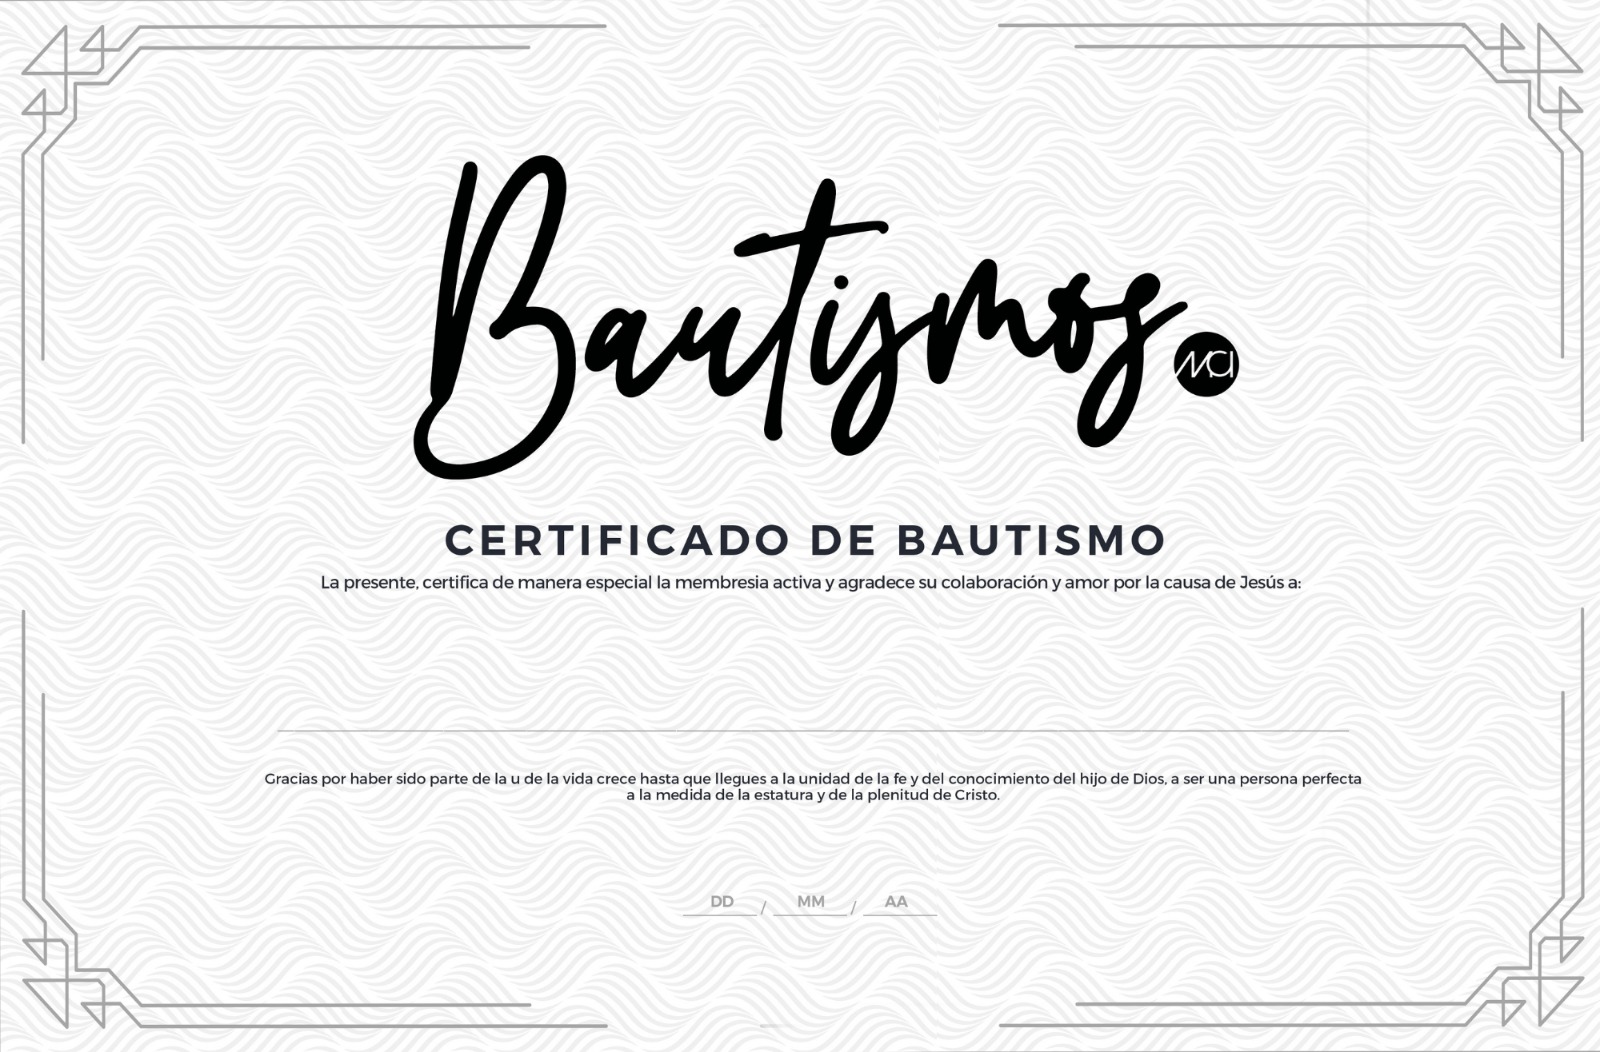 Bautismos
MCI
CERTIFICADO DE BAUTISMO
La presente, certifica de manera especial la membresia activa y agradece su colaboración y amor por la causa de Jesús a:
Gracias por haber sido parte de la u de la vida crece hasta que llegues a la unidad de la fe y del conocimiento del hijo de Dios, a ser una persona perfecta
a la medida de la estatura y de la plenitud de Cristo.
DD / MM / AA